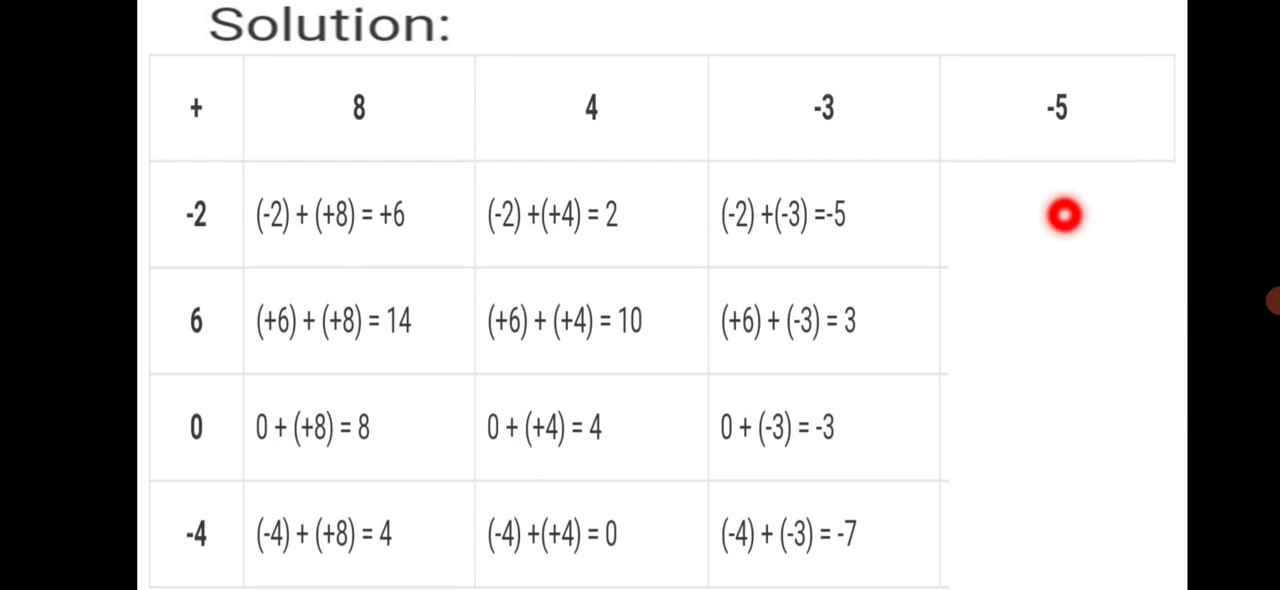 Solution:
+ 8 4 -3 -5
-2 (-2) + (+8) = +6 (-2) +(+4) = 2 (-2) +(-3) =-5
6 (+6) + (+8) = 14 (+6) + (+4) = 10 (+6) + (-3) = 3
0 0 + (+8) = 8 0 + (+4) = 4 0 + (-3) = -3
-4 (-4) + (+8) = 4 (-4) +(+4) = 0 (-4) + (-3) = -7